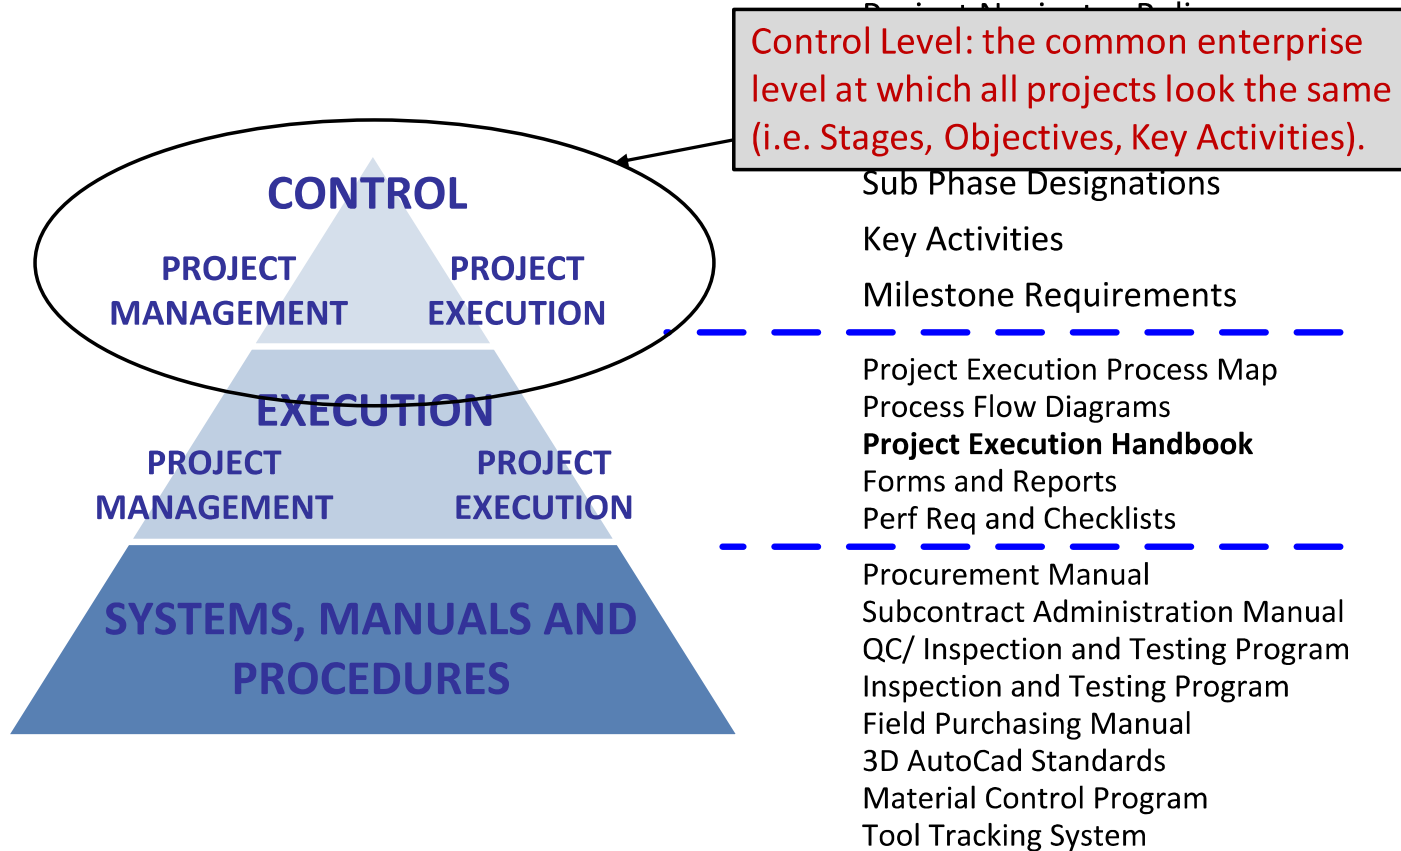 Control Level: the common enterprise
level at which all projects look the same
(i.e. Stages, Objectives, Key Activities).
CONTROL
PROJECT
MANAGEMENT
PROJECT
EXECUTION
EXECUTION
PROJECT
MANAGEMENT
PROJECT
EXECUTION
SYSTEMS, MANUALS AND
PROCEDURES
Sub Phase Designations
Key Activities
Milestone Requirements
Project Execution Process Map
Process Flow Diagrams
Project Execution Handbook
Forms and Reports
Perf Req and Checklists
Procurement Manual
Subcontract Administration Manual
QC/ Inspection and Testing Program
Inspection and Testing Program
Field Purchasing Manual
3D AutoCad Standards
Material Control Program
Tool Tracking System